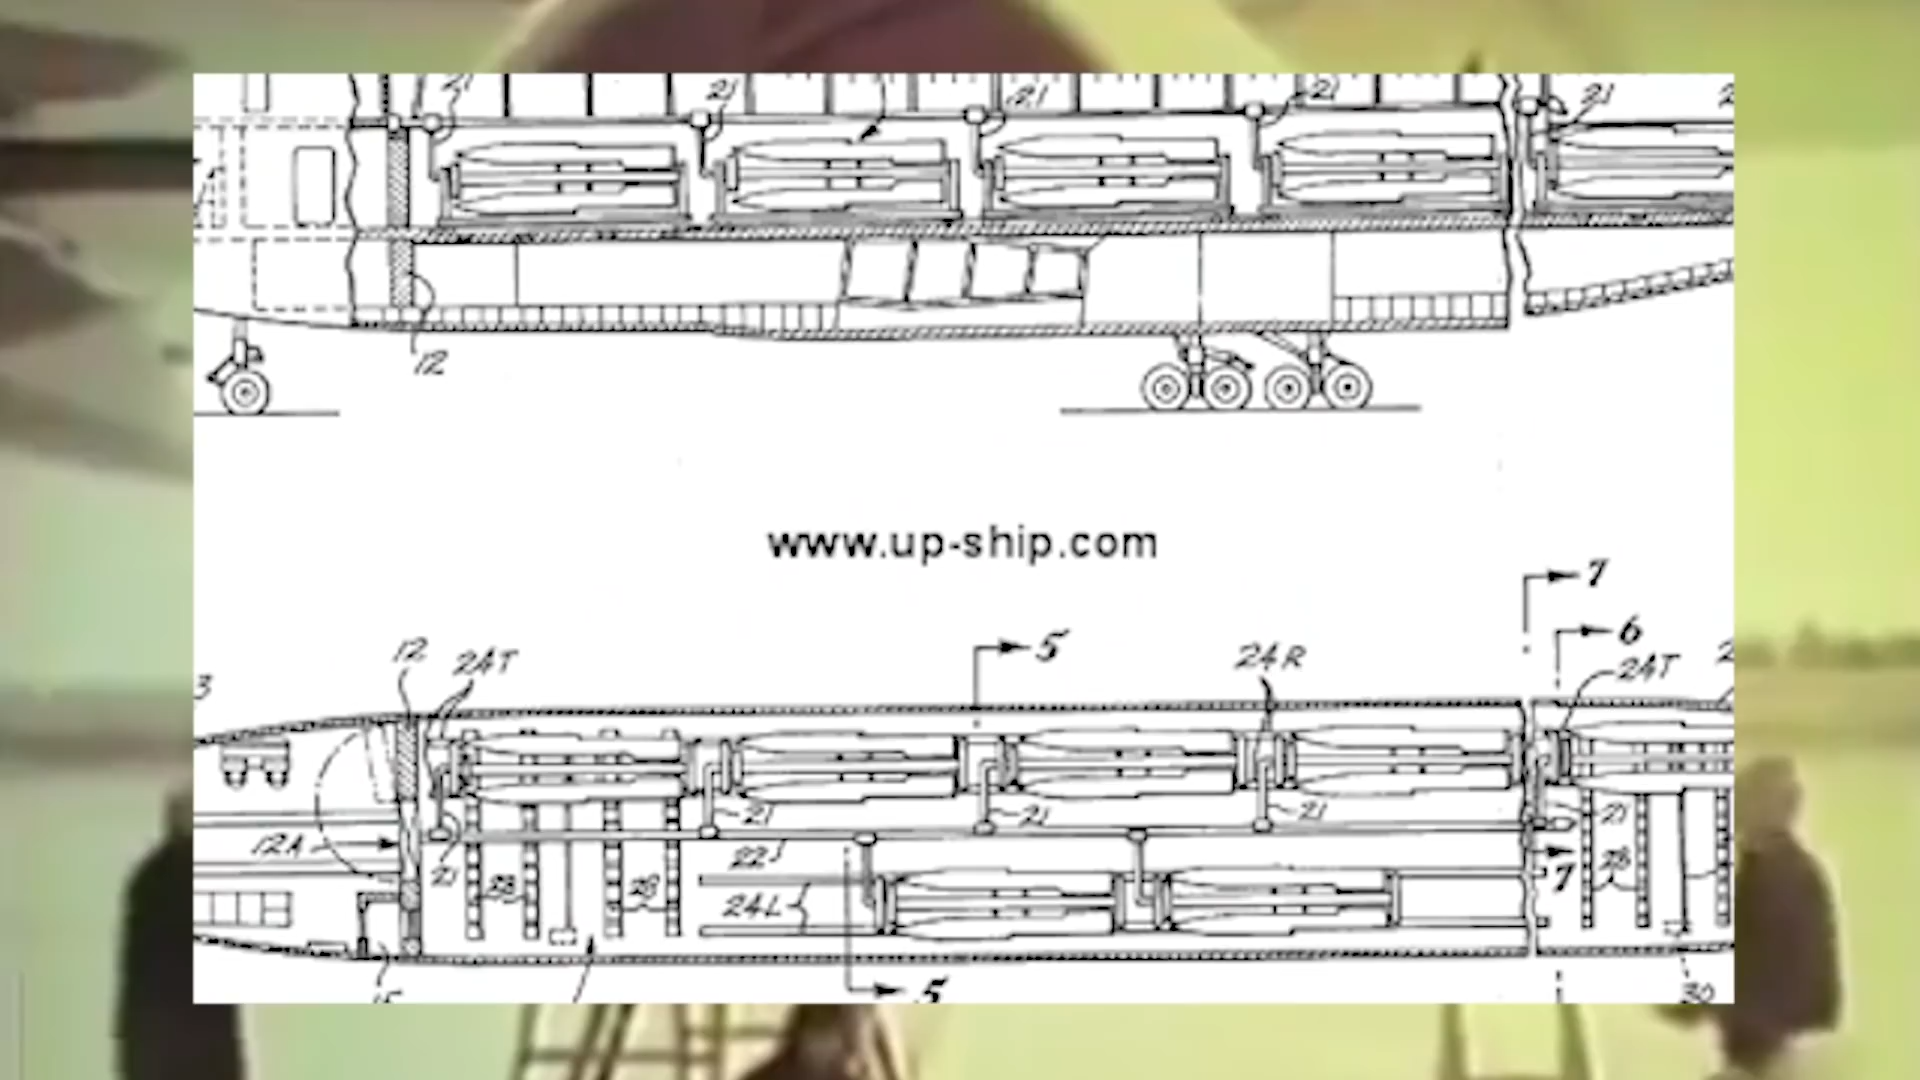 21 21 21 21 21
12
www.up-ship.com
7
12 24T 5 24R 6 24T
3
12A 21 21 21 21
21 28 28 22 7 28
24L
5 30